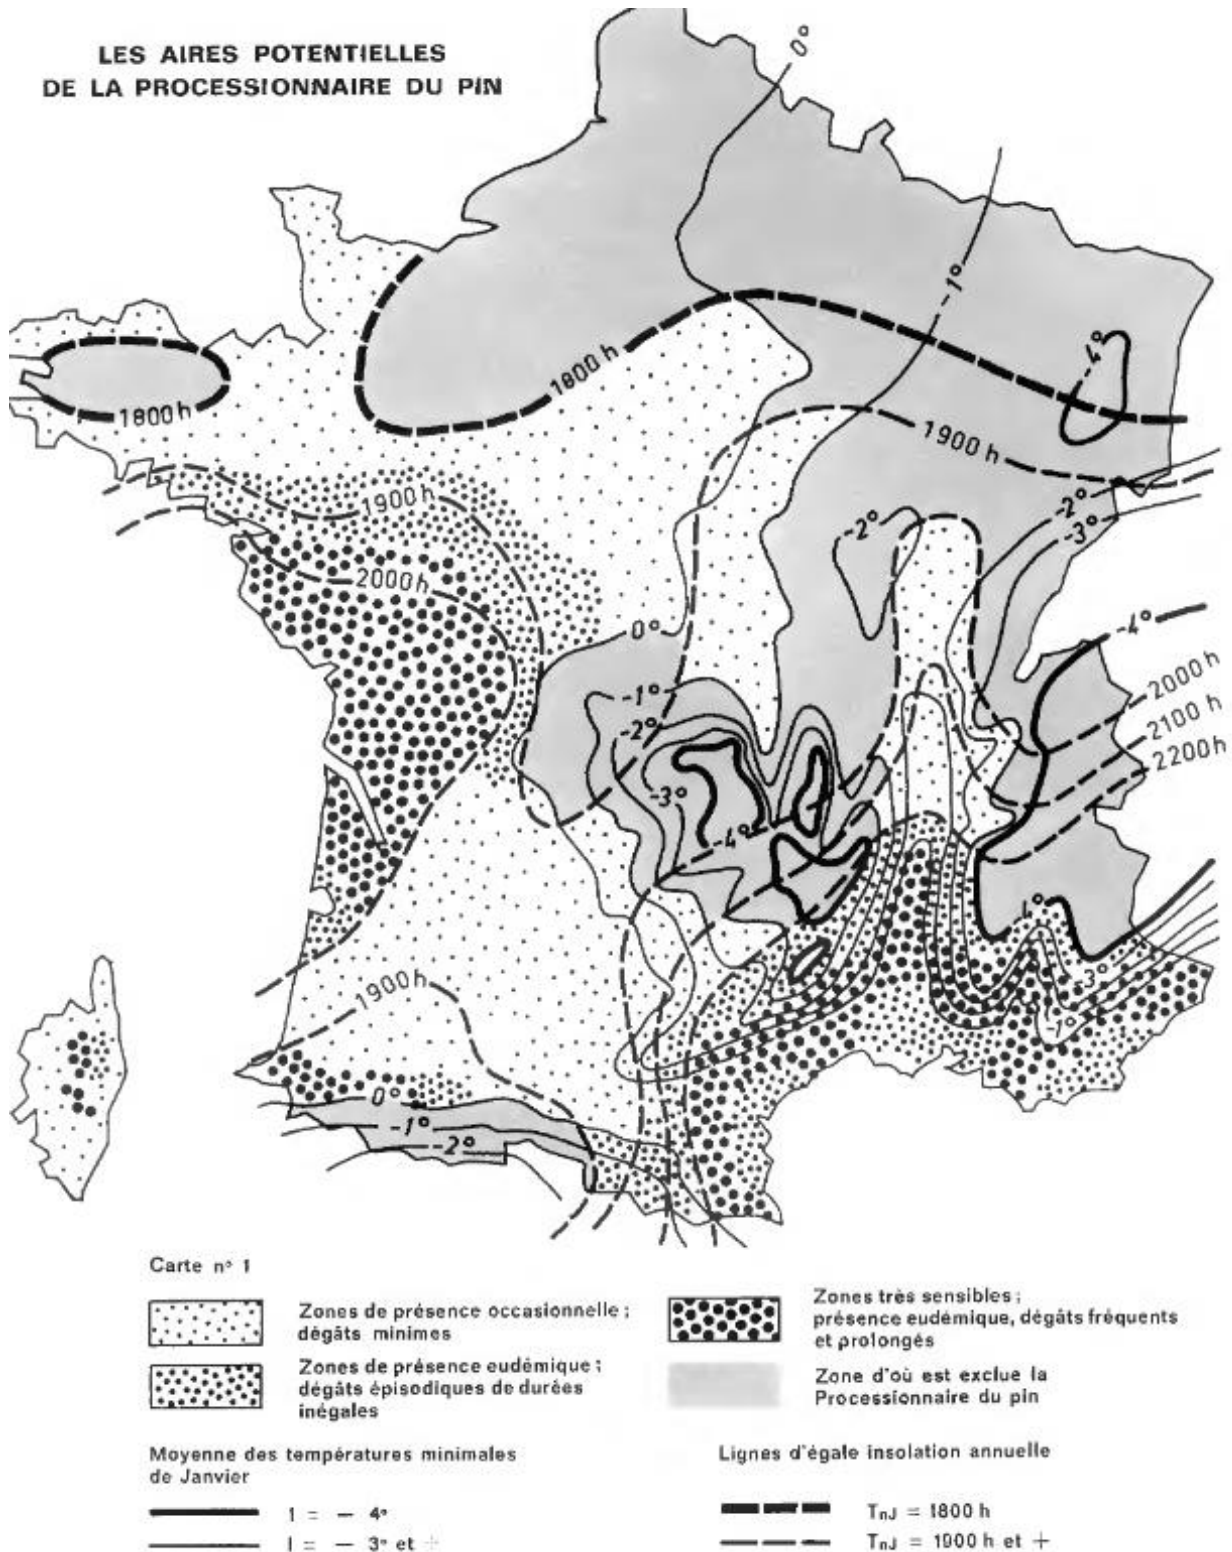 LES AIRES POTENTIELLES
DE LA PROCESSIONNAIRE DU PIN
0°
-1°
-4°
1800 h
1800 h
1900 h
-2°
-3°
-2°
1900 h
2000 h
0°
-4°
2000 h
2100 h
2200 h
-1°
-2°
-3°
-4°
1900 h
-3°
-1°
0°
-1°
-2°
Carte n° 1
Zones de présence occasionnelle ;
dégâts minimes
Zones de présence eudémique ;
dégâts épisodiques de durées
inégales
Zones très sensibles ;
présence eudémique, dégâts fréquents
et prolongés
Zone d'où est exclue la
Processionnaire du pin
Moyenne des températures minimales
de Janvier
I = - 4°
I = - 3° et +
Lignes d'égale insolation annuelle
TnJ = 1800 h
TnJ = 1900 h et +